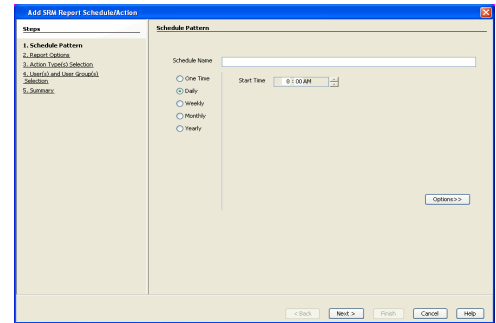 Add SRM Report Schedule/Action
Steps
1. Schedule Pattern
2. Report Options
3. Action Type(s) Selection
4. User(s) and User Group(s)
Selection
5. Summary
Schedule Pattern
Schedule Name
One Time
Daily
Weekly
Monthly
Yearly
Start Time
8 : 00 AM
Options>>
< Back
Next >
Finish
Cancel
Help